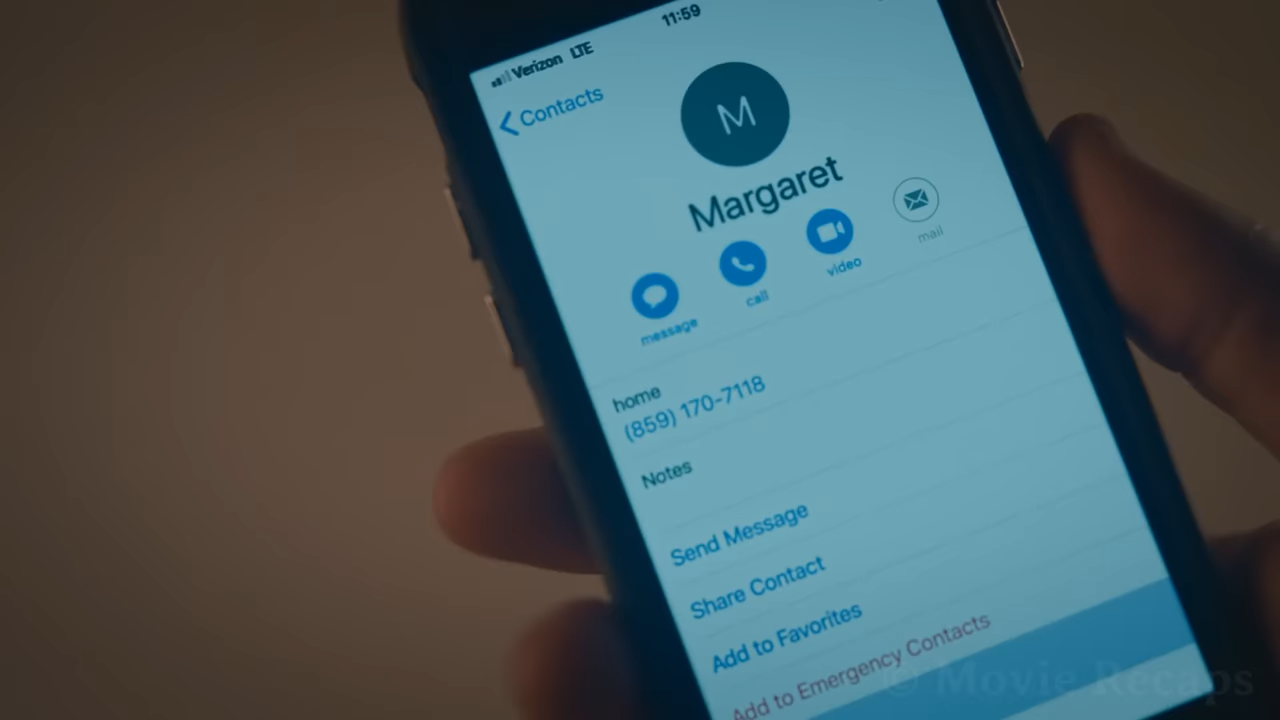 11:59
Verizon LTE
Contacts
M
Margaret
message
call
video
mail
home
(859) 170-7118
Notes
Send Message
Share Contact
Add to Favorites
Add to Emergency Contacts
© Movie Recaps